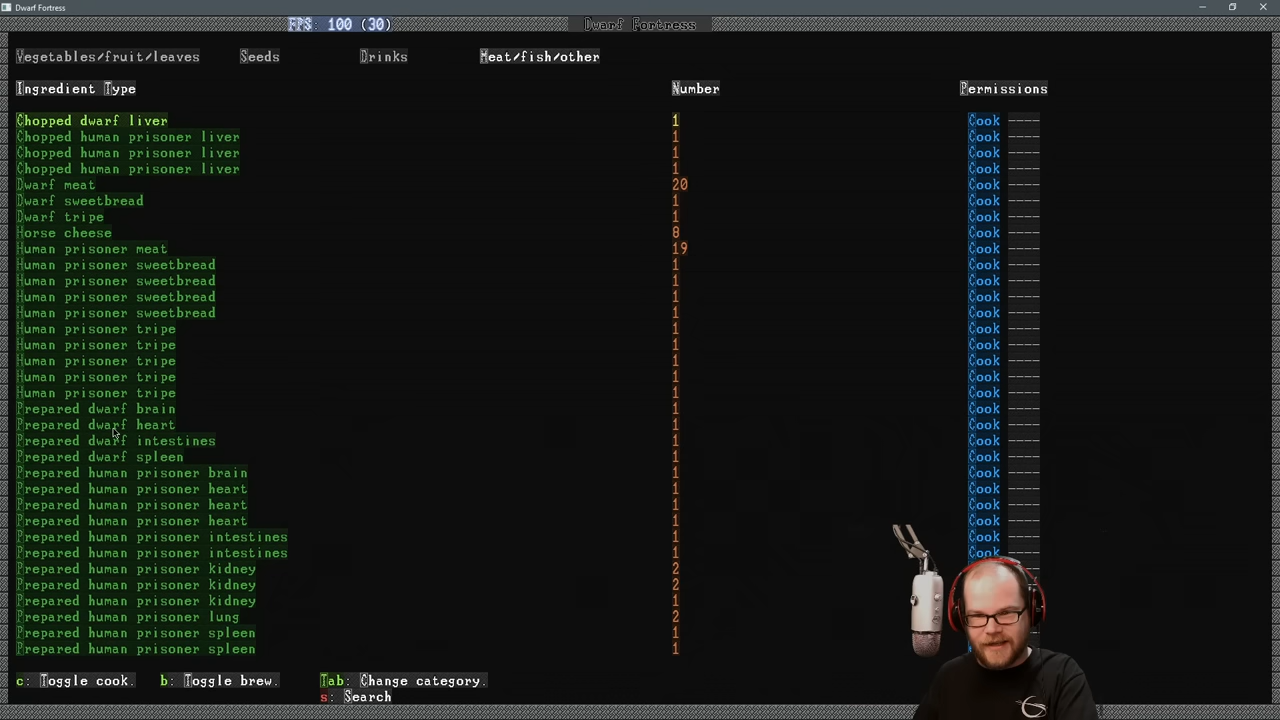 Dwarf Fortress
FPS: 100 (30) Dwarf Fortress
Vegetables/fruit/leaves Seeds Drinks Meat/fish/other
Ingredient Type Number Permissions
Chopped dwarf liver 1 Cook ----
Chopped human prisoner liver 1 Cook ----
Chopped human prisoner liver 1 Cook ----
Chopped human prisoner liver 1 Cook ----
Dwarf meat 20 Cook ----
Dwarf sweetbread 1 Cook ----
Dwarf tripe 1 Cook ----
Horse cheese 8 Cook ----
Human prisoner meat 19 Cook ----
Human prisoner sweetbread 1 Cook ----
Human prisoner sweetbread 1 Cook ----
Human prisoner sweetbread 1 Cook ----
Human prisoner sweetbread 1 Cook ----
Human prisoner tripe 1 Cook ----
Human prisoner tripe 1 Cook ----
Human prisoner tripe 1 Cook ----
Human prisoner tripe 1 Cook ----
Human prisoner tripe 1 Cook ----
Prepared dwarf brain 1 Cook ----
Prepared dwarf heart 1 Cook ----
Prepared dwarf intestines 1 Cook ----
Prepared dwarf spleen 1 Cook ----
Prepared human prisoner brain 1 Cook ----
Prepared human prisoner heart 1 Cook ----
Prepared human prisoner heart 1 Cook ----
Prepared human prisoner heart 1 Cook ----
Prepared human prisoner intestines 1 Cook ----
Prepared human prisoner intestines 1 Cook ----
Prepared human prisoner kidney 2
Prepared human prisoner kidney 2
Prepared human prisoner kidney 1
Prepared human prisoner lung 2
Prepared human prisoner spleen 1
Prepared human prisoner spleen 1
c: Toggle cook. b: Toggle brew. Tab: Change category.
s: Search